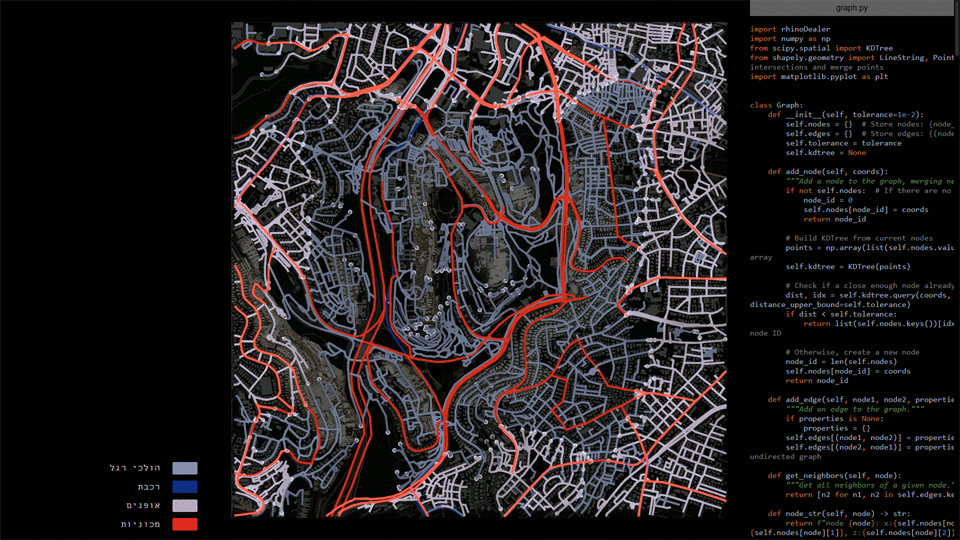 graph.py
import rhinoDealer
import numpy as np
from scipy.spatial import KDTree
from shapely.geometry import LineString, Point
intersections and merge points
import matplotlib.pyplot as plt
class Graph:
def __init__(self, tolerance=1e-2):
self.nodes = {}  # Store nodes: {node_
self.edges = {}  # Store edges: {(node
self.tolerance = tolerance
self.kdtree = None
def add_node(self, coords):
"""Add a node to the graph, merging ne
if not self.nodes:  # If there are no
node_id = 0
self.nodes[node_id] = coords
return node_id
# Build KDTree from current nodes
points = np.array(list(self.nodes.valu
array
self.kdtree = KDTree(points)
# Check if a close enough node already
dist, idx = self.kdtree.query(coords,
distance_upper_bound=self.tolerance)
if dist < self.tolerance:
return list(self.nodes.keys())[idx
node ID
# Otherwise, create a new node
node_id = len(self.nodes)
self.nodes[node_id] = coords
return node_id
def add_edge(self, node1, node2, propertie
"""Add an edge to the graph."""
if properties is None:
properties = {}
self.edges[(node1, node2)] = propertie
self.edges[(node2, node1)] = propertie
undirected graph
def get_neighbors(self, node):
"""Get all neighbors of a given node."
return [n2 for n1, n2 in self.edges.ke
def node_str(self, node) -> str:
return f"node {node}: x:{self.nodes[no
{self.nodes[node][1]}, z:{self.nodes[node][2]}
הולכי רגל
רכבת
אופנים
מכוניות